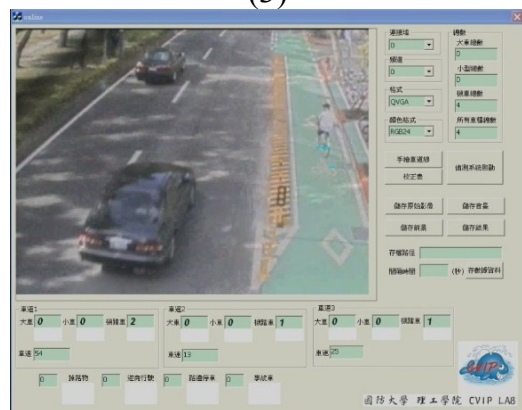 (b)
online
連接埠
0
頻道
0
格式
QVGA
顏色格式
RGB24
總數
大車總數
0
小型總數
0
機車總數
4
所有車種總數
4
手繪車道線
校正表
偵測系統啟動
儲存原始影像
儲存背景
儲存前景
儲存結果
存檔路徑
間隔時間
(秒)
存數據資料
車道1
大車 0 小車 0 機踏車 2
車速 54
車道2
大車 0 小車 0 機踏車 1
車速 13
車道3
大車 0 小車 0 機踏車 1
車速 25
0 掉落物 0 逆向行駛 0 路邊停車 0 事故車
CVIP
國防大學 理工學院 CVIP LAB